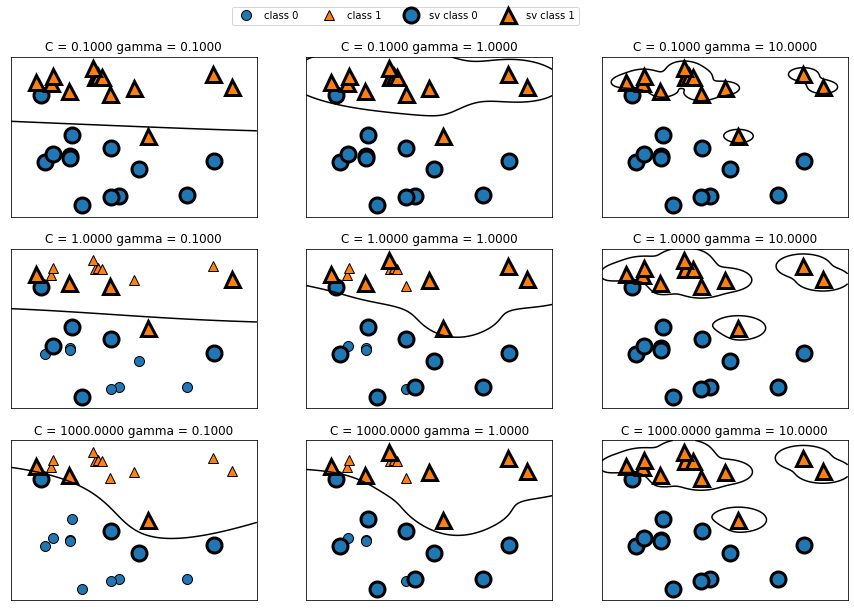 class 0 class 1 sv class 0 sv class 1
C = 0.1000 gamma = 0.1000
C = 0.1000 gamma = 1.0000
C = 0.1000 gamma = 10.0000
C = 1.0000 gamma = 0.1000
C = 1.0000 gamma = 1.0000
C = 1.0000 gamma = 10.0000
C = 1000.0000 gamma = 0.1000
C = 1000.0000 gamma = 1.0000
C = 1000.0000 gamma = 10.0000